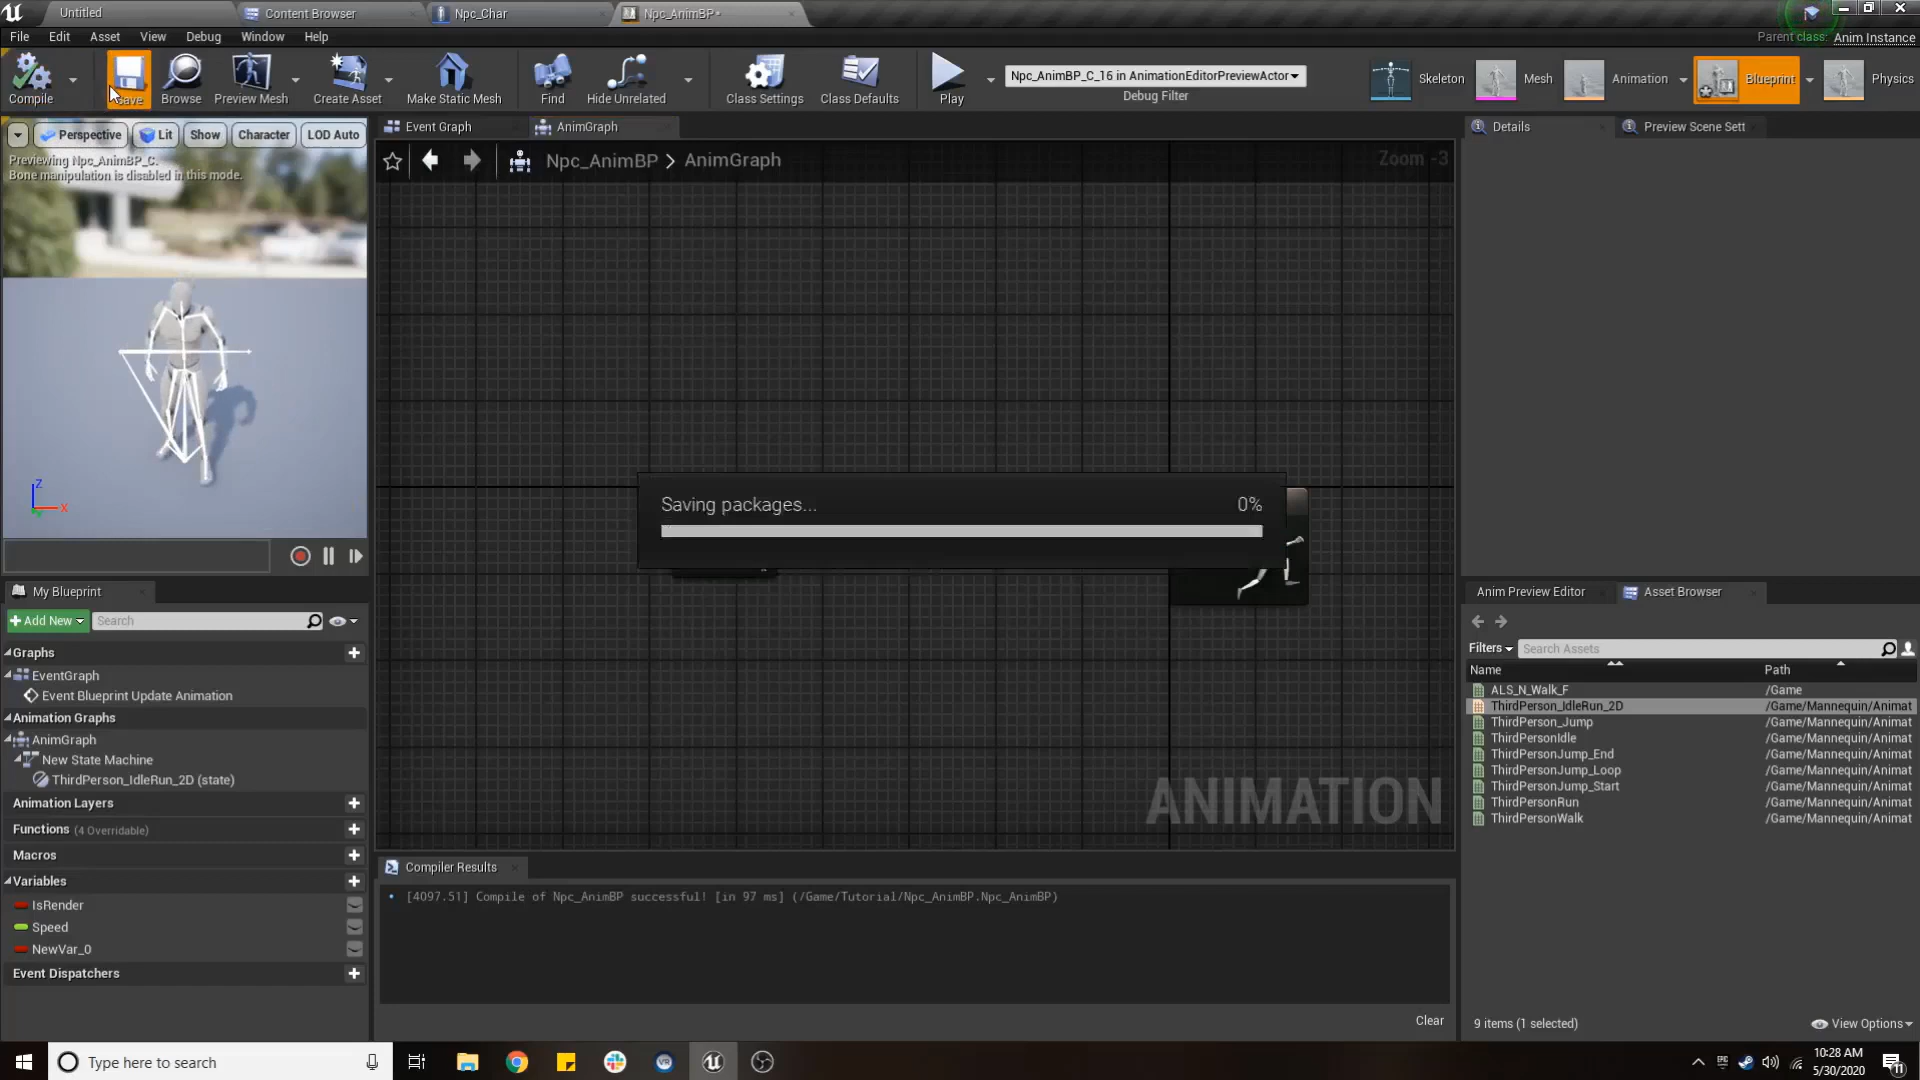 Untitled
Content Browser
Npc_Char
Npc_AnimBP•
File Edit Asset View Debug Window Help
Parent class: Anim Instance
Compile
Save
Browse
Preview Mesh
Create Asset
Make Static Mesh
Find
Hide Unrelated
Class Settings
Class Defaults
Play
Npc_AnimBP_C_16 in AnimationEditorPreviewActor
Debug Filter
Skeleton
Mesh
Animation
Blueprint
Physics
Perspective Lit Show Character LOD Auto
Previewing Npc_AnimBP_C.
Bone manipulation is disabled in this mode.
Z
X
Event Graph
AnimGraph
Npc_AnimBP > AnimGraph
Zoom -3
Saving packages...
0%
ANIMATION
My Blueprint
+Add New
Search
Graphs
EventGraph
Event Blueprint Update Animation
Animation Graphs
AnimGraph
New State Machine
ThirdPerson_IdleRun_2D (state)
Animation Layers
Functions (4 Overridable)
Macros
Variables
IsRender
Speed
NewVar_0
Event Dispatchers
Compiler Results
• [4097.51] Compile of Npc_AnimBP successful! [in 97 ms] (/Game/Tutorial/Npc_AnimBP.Npc_AnimBP)
Clear
Details
Preview Scene Sett
Anim Preview Editor
Asset Browser
Filters
Search Assets
Name Path
ALS_N_Walk_F /Game
ThirdPerson_IdleRun_2D /Game/Mannequin/Animat
ThirdPerson_Jump /Game/Mannequin/Animat
ThirdPersonIdle /Game/Mannequin/Animat
ThirdPersonJump_End /Game/Mannequin/Animat
ThirdPersonJump_Loop /Game/Mannequin/Animat
ThirdPersonJump_Start /Game/Mannequin/Animat
ThirdPersonRun /Game/Mannequin/Animat
ThirdPersonWalk /Game/Mannequin/Animat
9 items (1 selected)
View Options
Type here to search
10:28 AM
5/30/2020